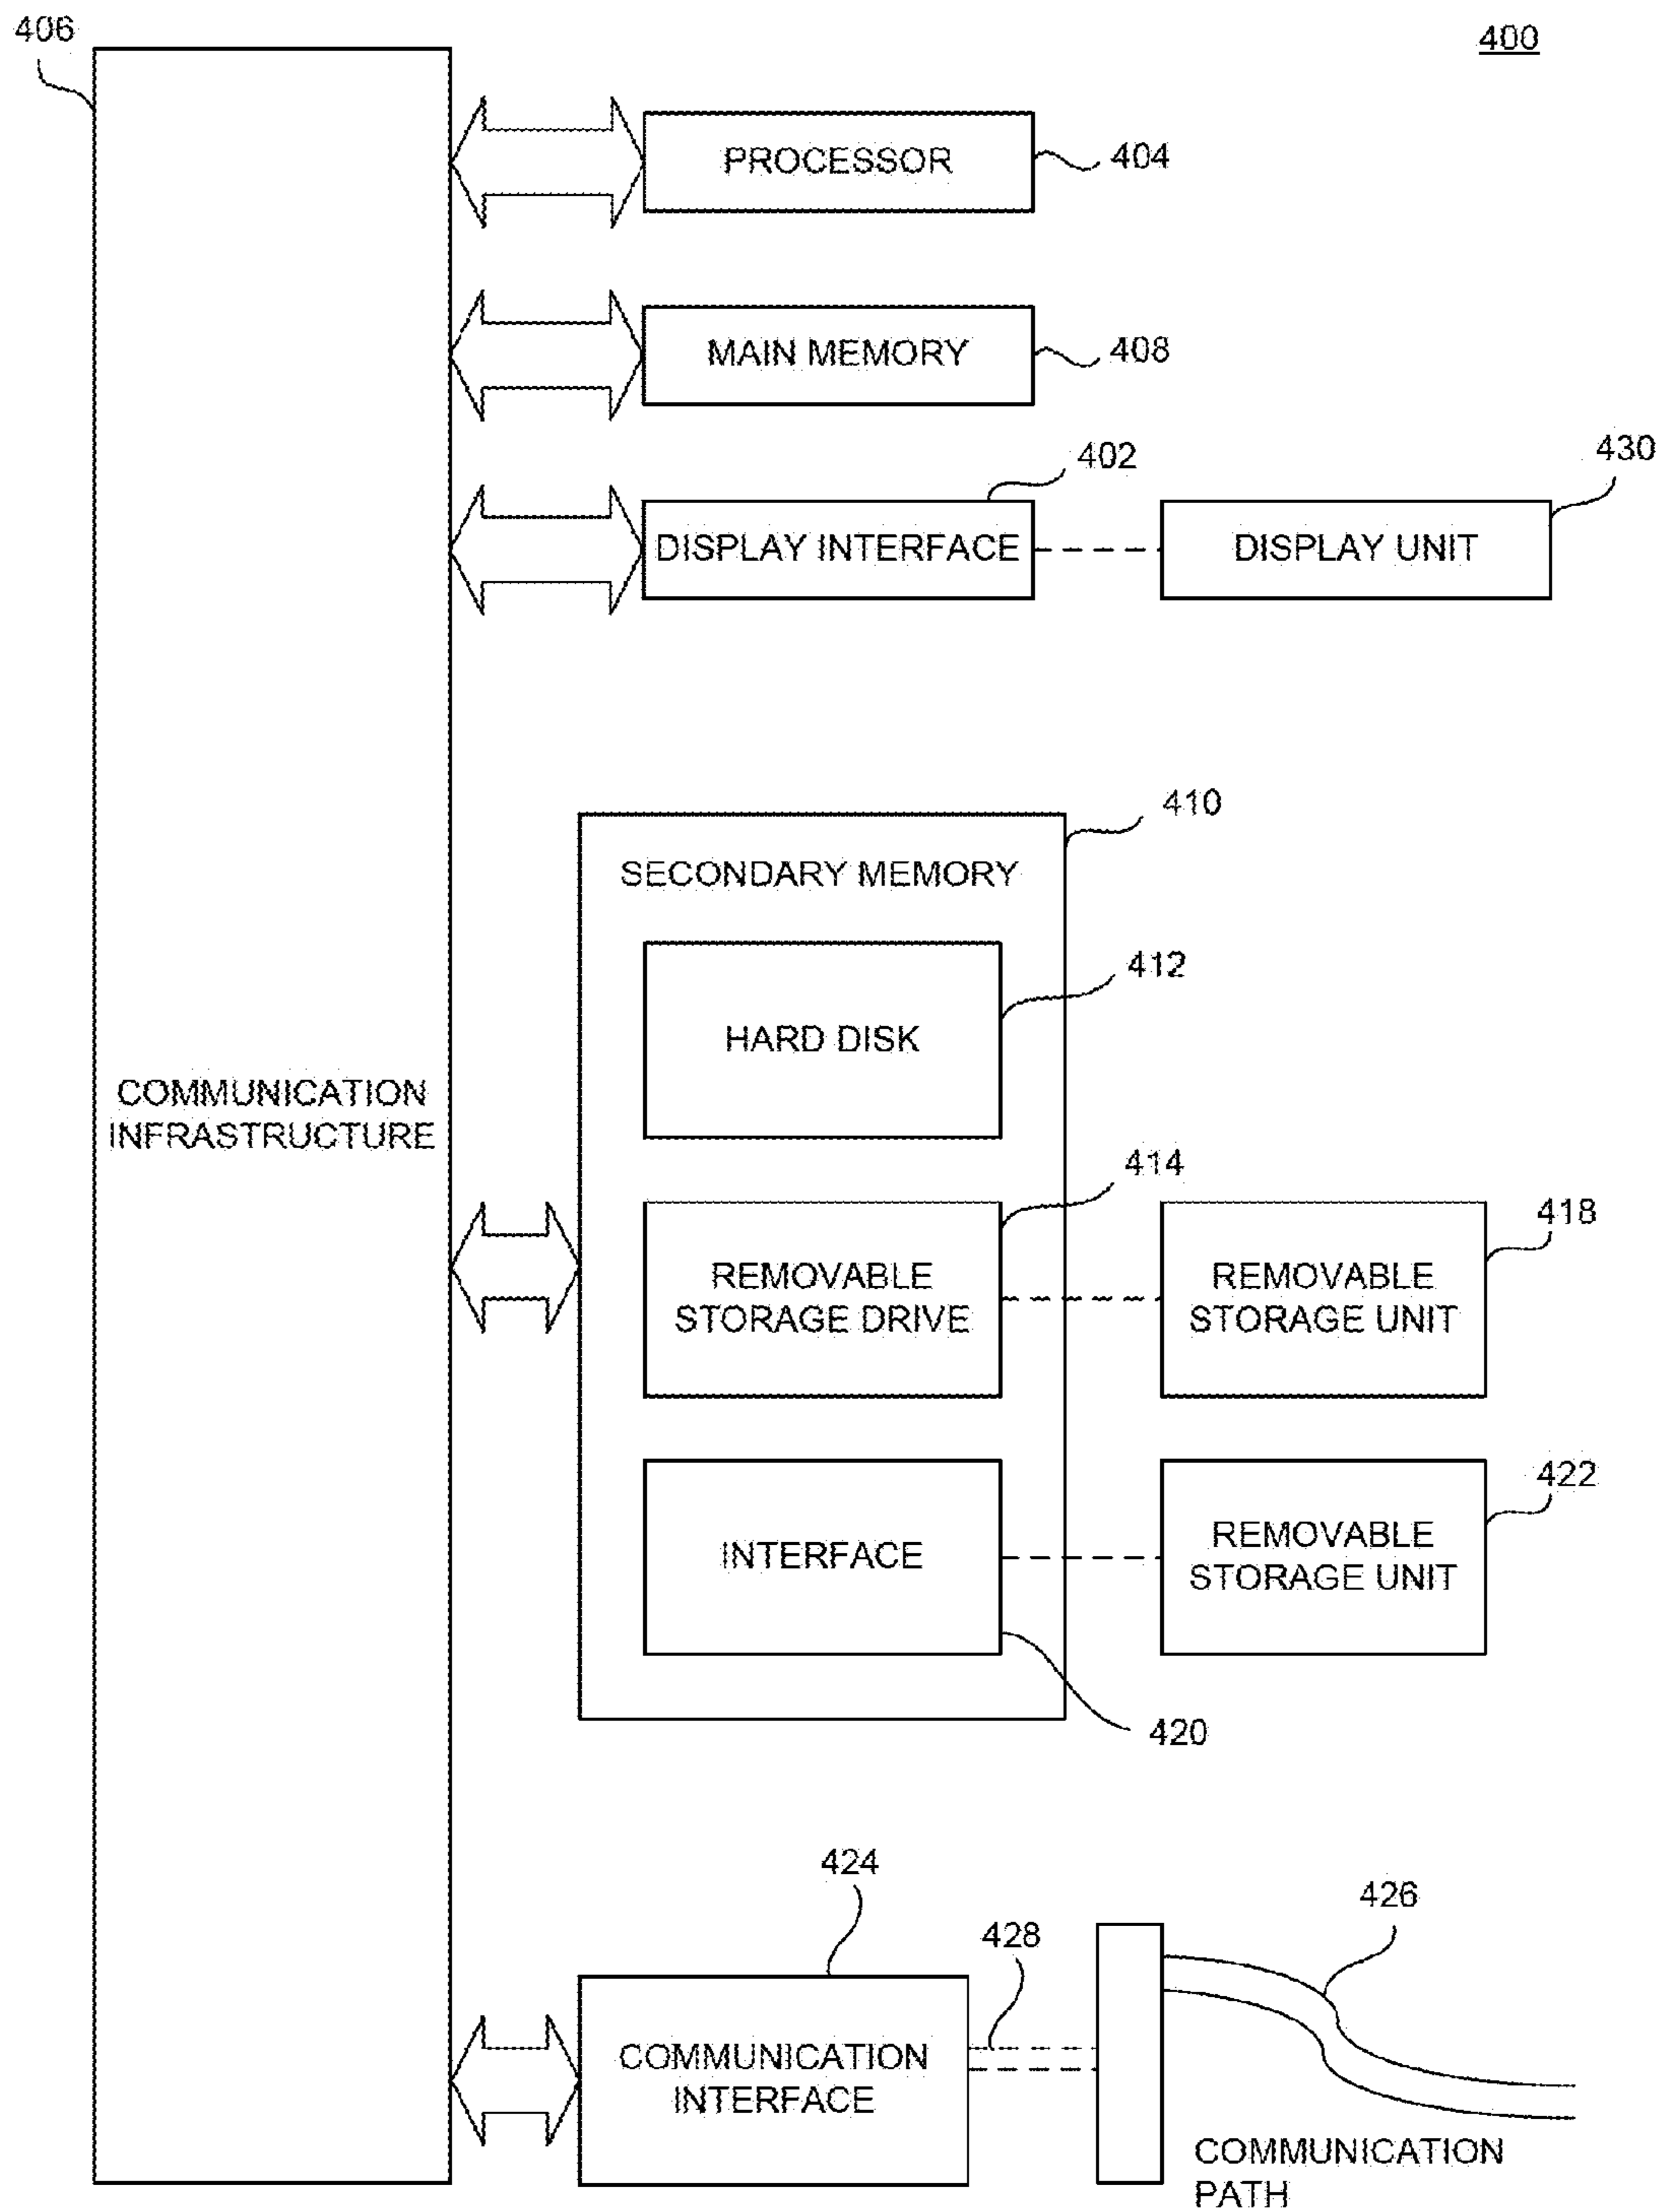 406
400
PROCESSOR
404
MAIN MEMORY
408
402
430
DISPLAY INTERFACE
DISPLAY UNIT
410
SECONDARY MEMORY
412
HARD DISK
COMMUNICATION
INFRASTRUCTURE
414
418
REMOVABLE
STORAGE DRIVE
REMOVABLE
STORAGE UNIT
422
INTERFACE
REMOVABLE
STORAGE UNIT
420
424
428
426
COMMUNICATION
INTERFACE
COMMUNICATION
PATH